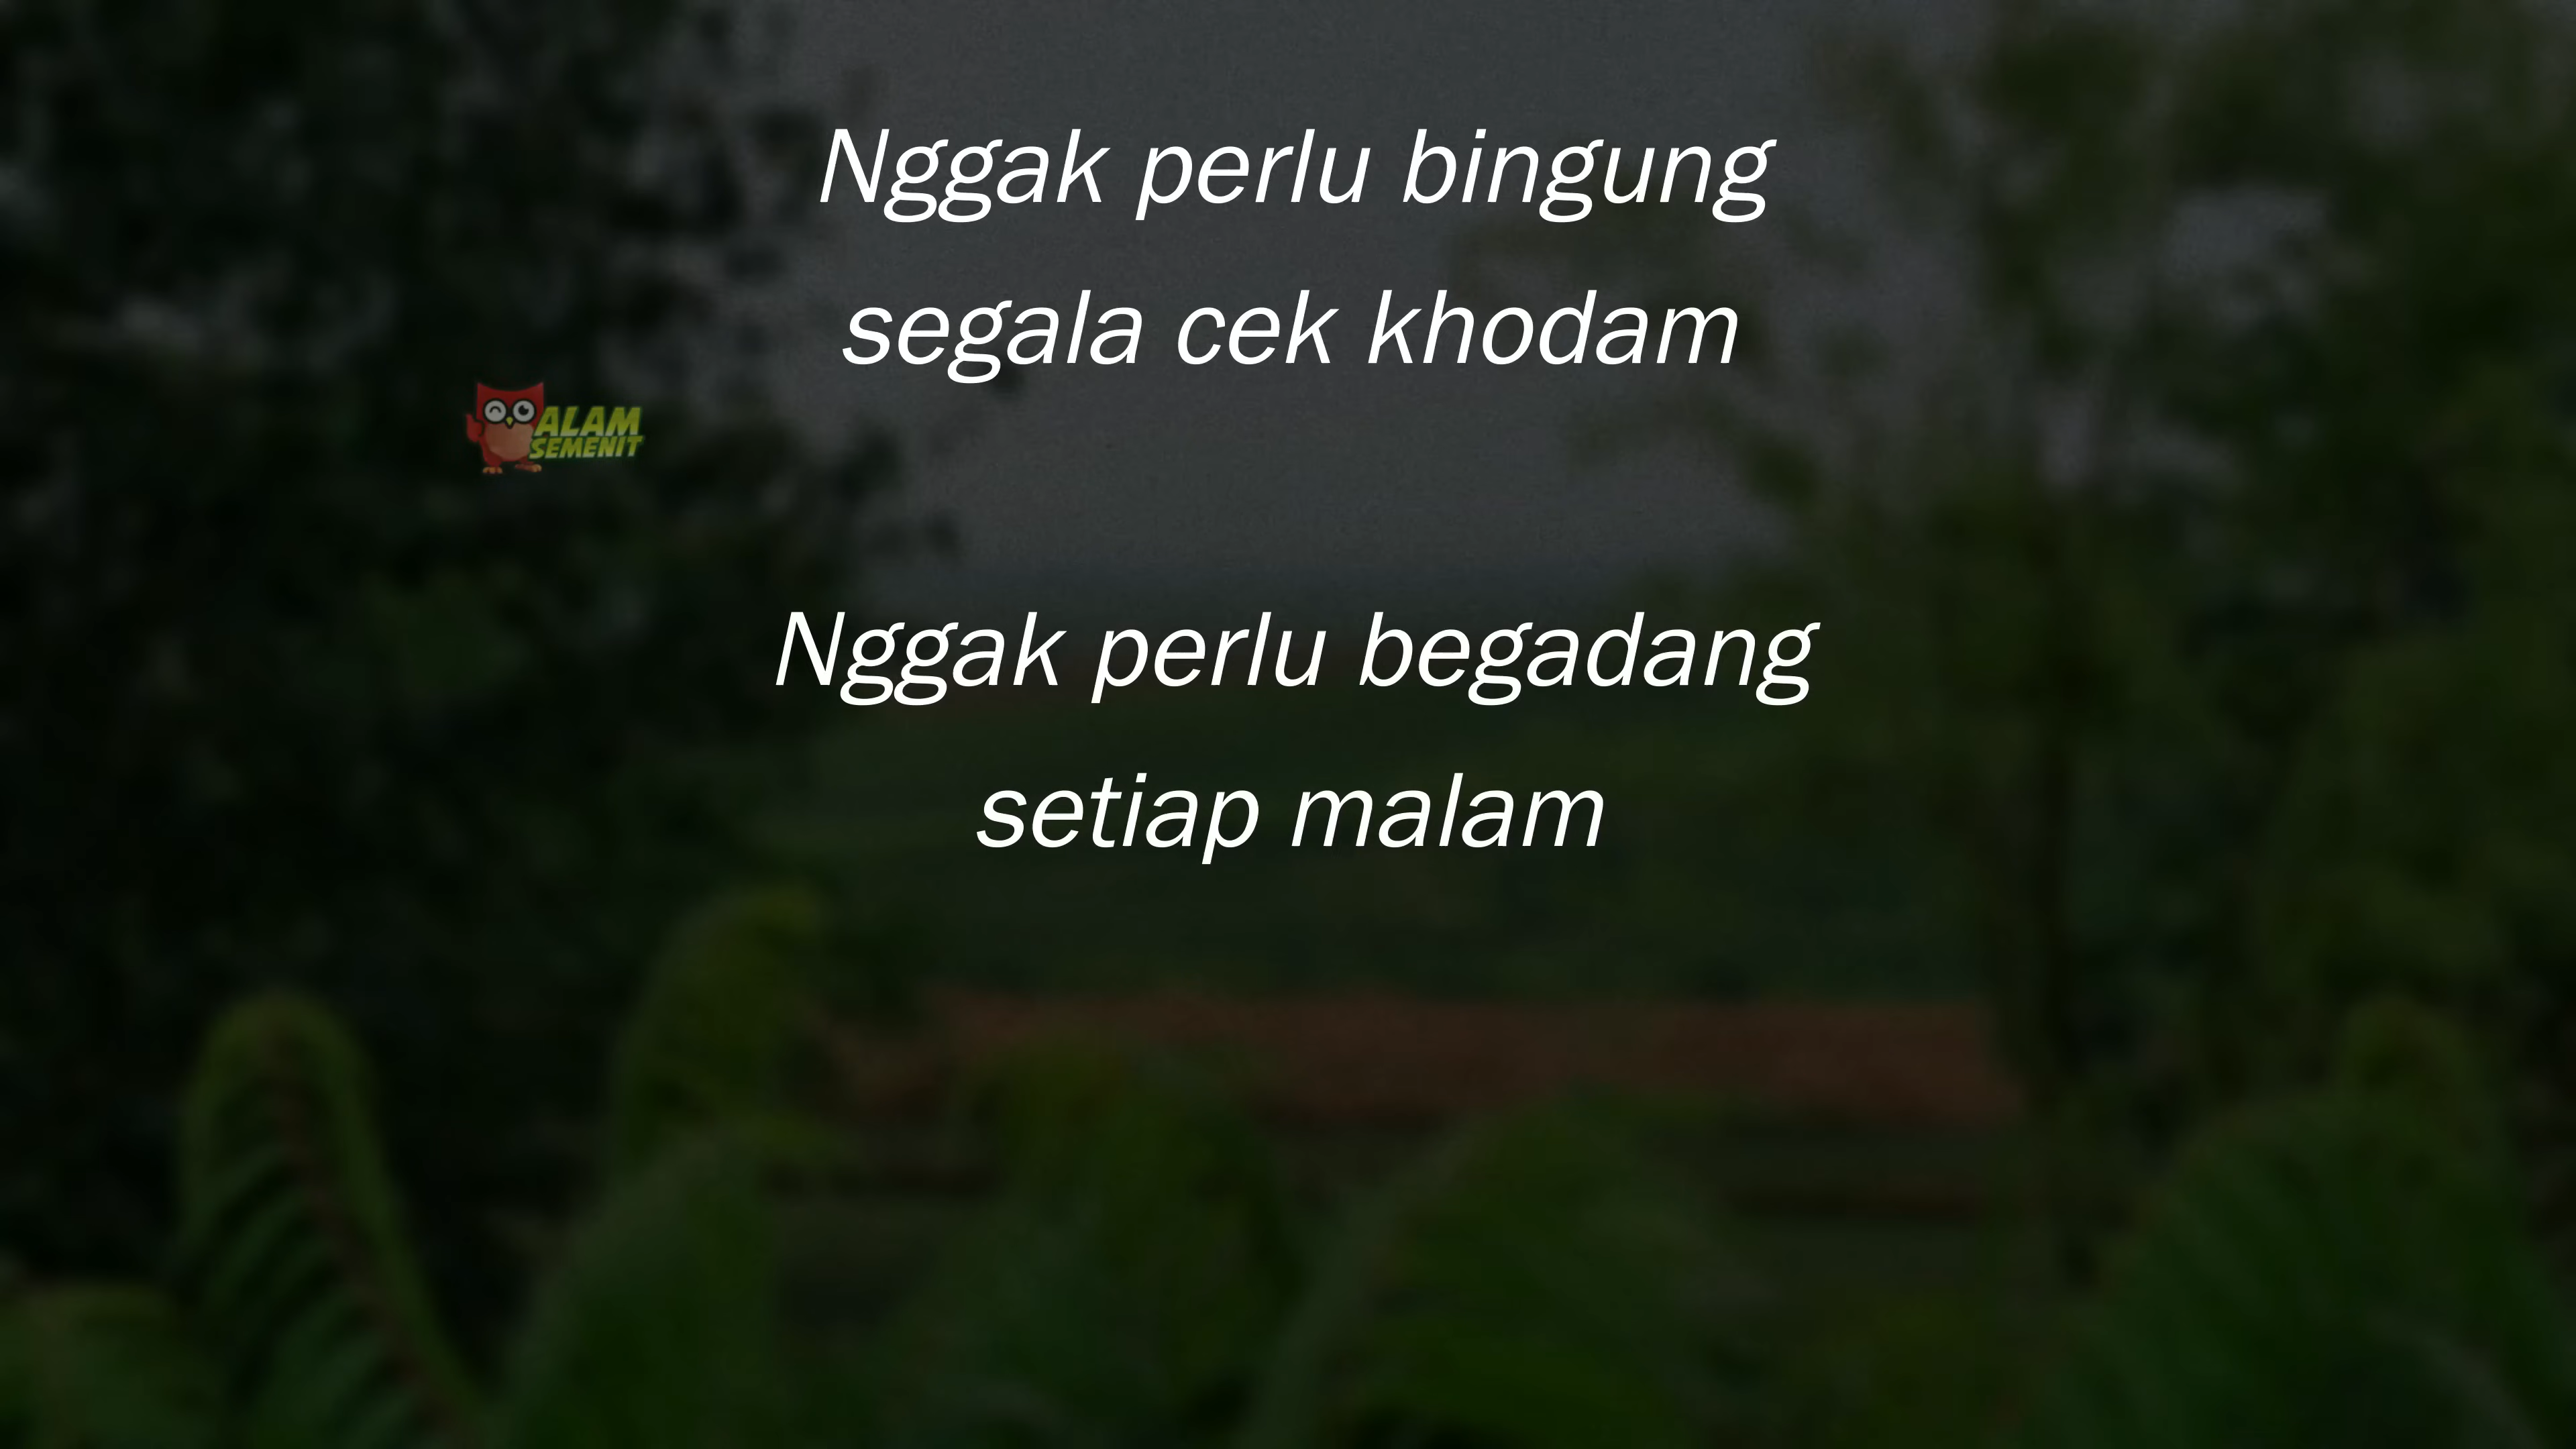 Nggak perlu bingung
segala cek khodam
ALAM
SEMENIT
Nggak perlu begadang
setiap malam